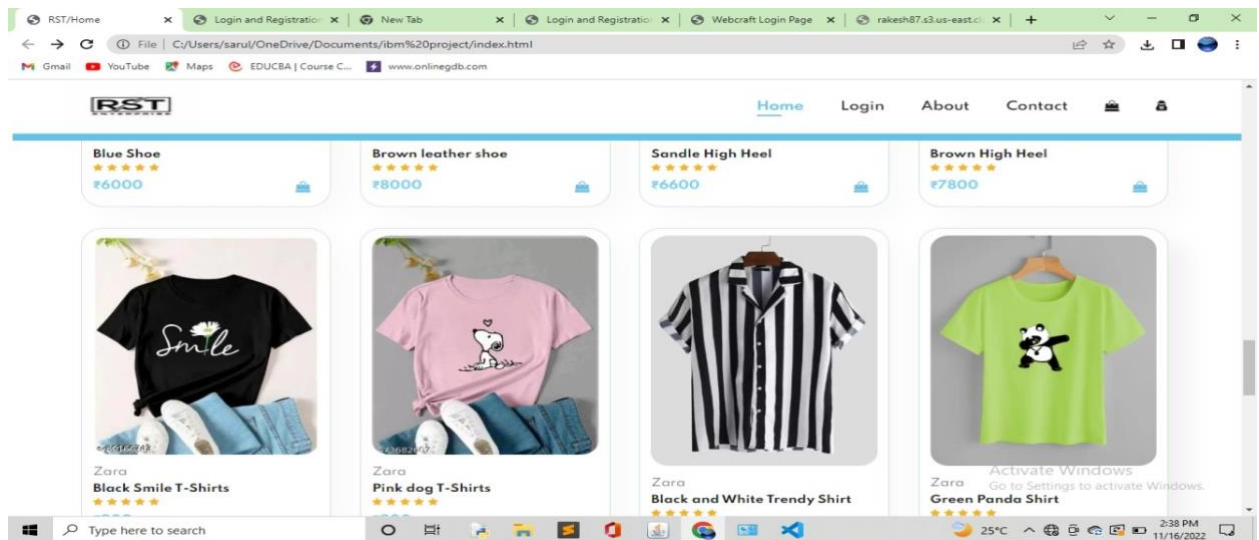 RST/Home
Login and Registration
New Tab
Login and Registration
Webcraft Login Page
rakesh87.s3.us-east.cl
File | C:/Users/sarul/OneDrive/Documents/ibm%20project/index.html
Gmail YouTube Maps EDUCBA | Course C... www.onlinegdb.com
RST
ENTERPRISE
Home Login About Contact
Blue Shoe Brown leather shoe Sandle High Heel Brown High Heel
₹6000 ₹8000 ₹6600 ₹7800
Smile
Zara Zara Zara Zara
Black Smile T-Shirts Pink dog T-Shirts Black and White Trendy Shirt Green Panda Shirt
Activate Windows
Go to Settings to activate Windows.
Type here to search
25°C
2:38 PM
11/16/2022